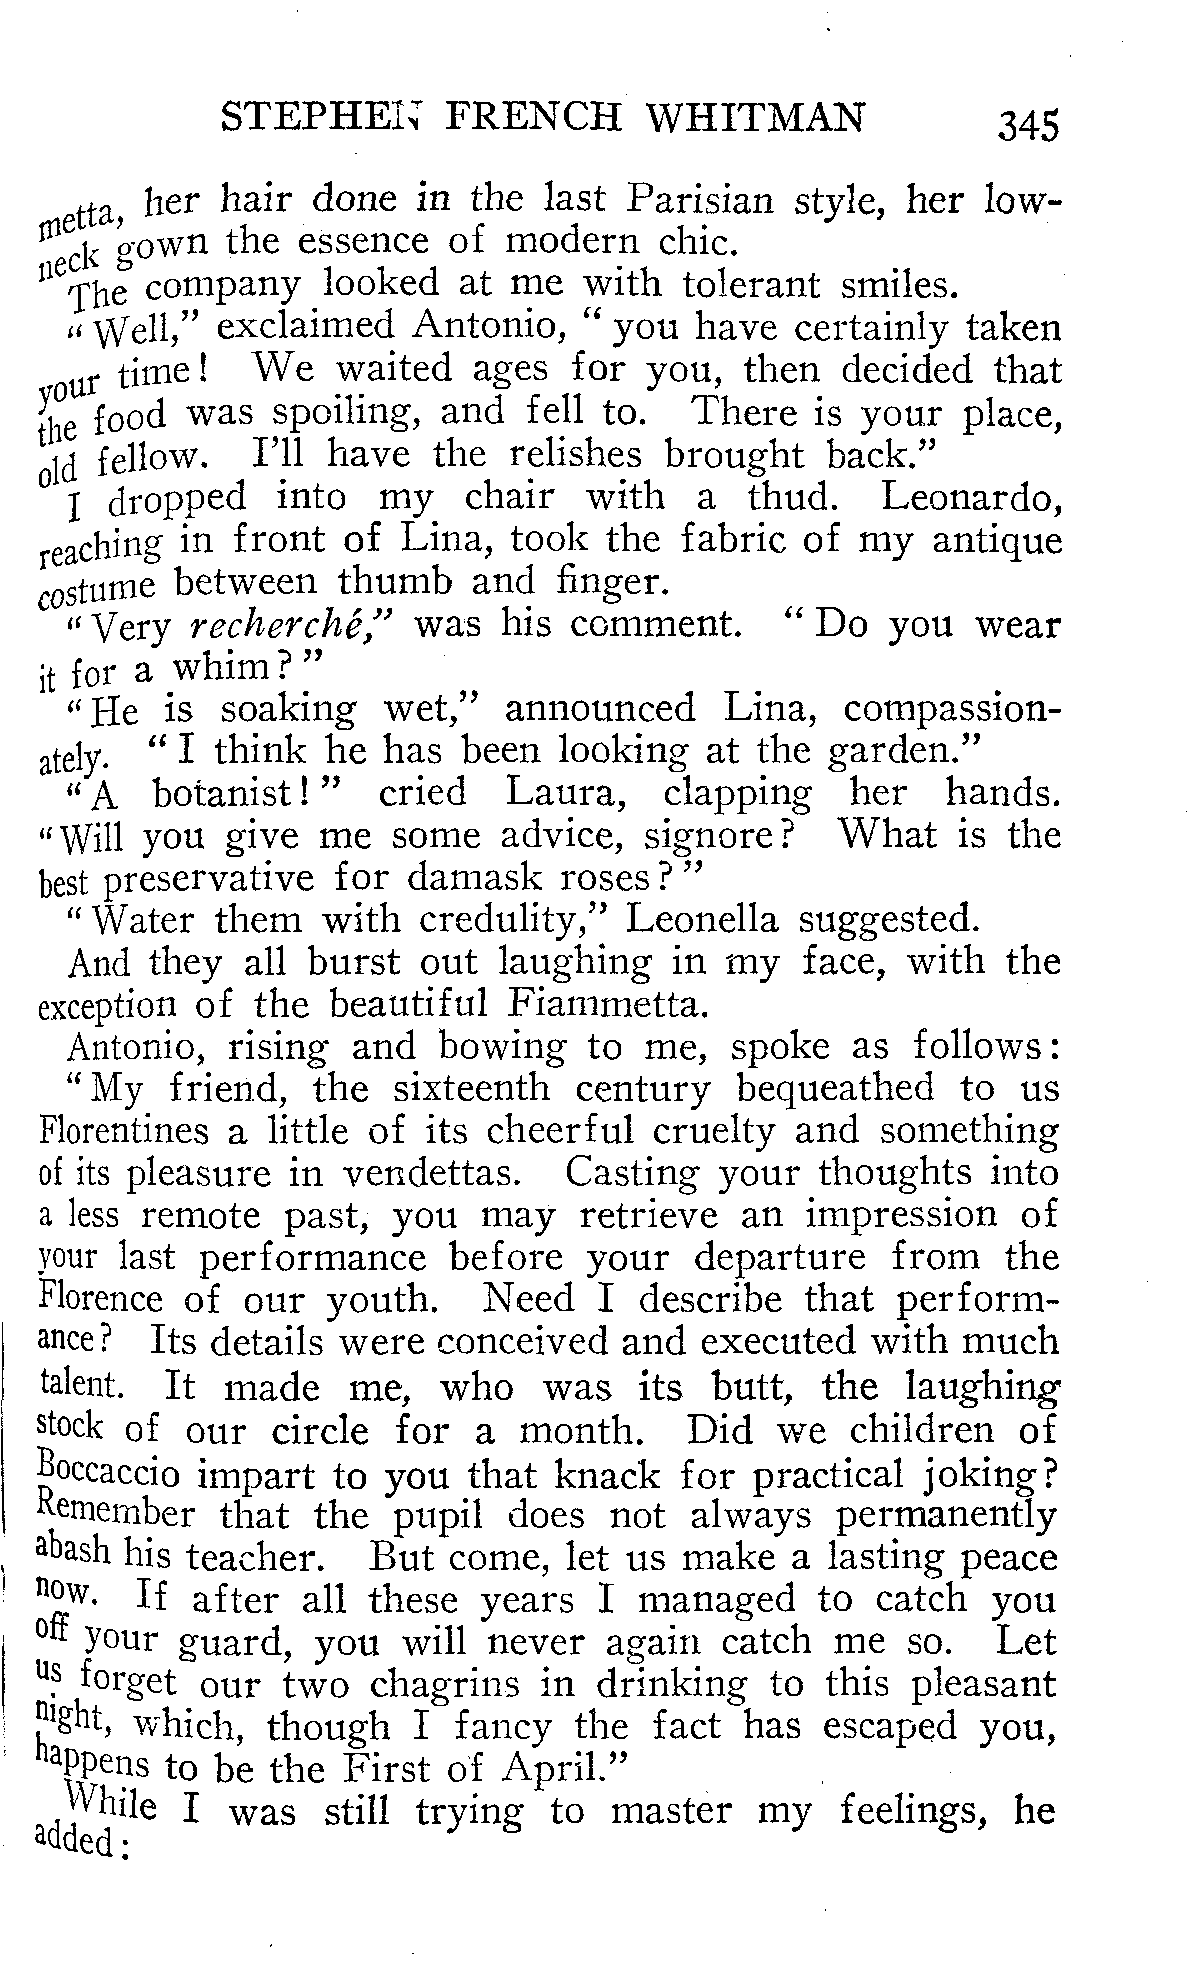 STEPHEN FRENCH WHITMAN 345
metta, her hair done in the last Parisian style, her low-
neck gown the essence of modern chic.
The company looked at me with tolerant smiles.
“Well,” exclaimed Antonio, “you have certainly taken
your time! We waited ages for you, then decided that
the food was spoiling, and fell to. There is your place,
old fellow. I’ll have the relishes brought back.”
I dropped into my chair with a thud. Leonardo,
reaching in front of Lina, took the fabric of my antique
costume between thumb and finger.
“Very recherché,” was his comment. “Do you wear
it for a whim?”
“He is soaking wet,” announced Lina, compassion-
ately. “I think he has been looking at the garden.”
“A botanist!” cried Laura, clapping her hands.
“Will you give me some advice, signore? What is the
best preservative for damask roses?”
“Water them with credulity,” Leonella suggested.
And they all burst out laughing in my face, with the
exception of the beautiful Fiammetta.
Antonio, rising and bowing to me, spoke as follows:
“My friend, the sixteenth century bequeathed to us
Florentines a little of its cheerful cruelty and something
of its pleasure in vendettas. Casting your thoughts into
a less remote past, you may retrieve an impression of
your last performance before your departure from the
Florence of our youth. Need I describe that perform-
ance? Its details were conceived and executed with much
talent. It made me, who was its butt, the laughing
stock of our circle for a month. Did we children of
Boccaccio impart to you that knack for practical joking?
Remember that the pupil does not always permanently
abash his teacher. But come, let us make a lasting peace
now. If after all these years I managed to catch you
off your guard, you will never again catch me so. Let
us forget our two chagrins in drinking to this pleasant
night, which, though I fancy the fact has escaped you,
happens to be the First of April.”
While I was still trying to master my feelings, he
added: